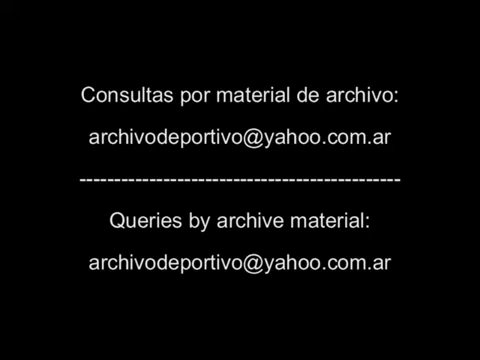 Consultas por material de archivo:
archivodeportivo@yahoo.com.ar
----------------------------------------------
Queries by archive material:
archivodeportivo@yahoo.com.ar